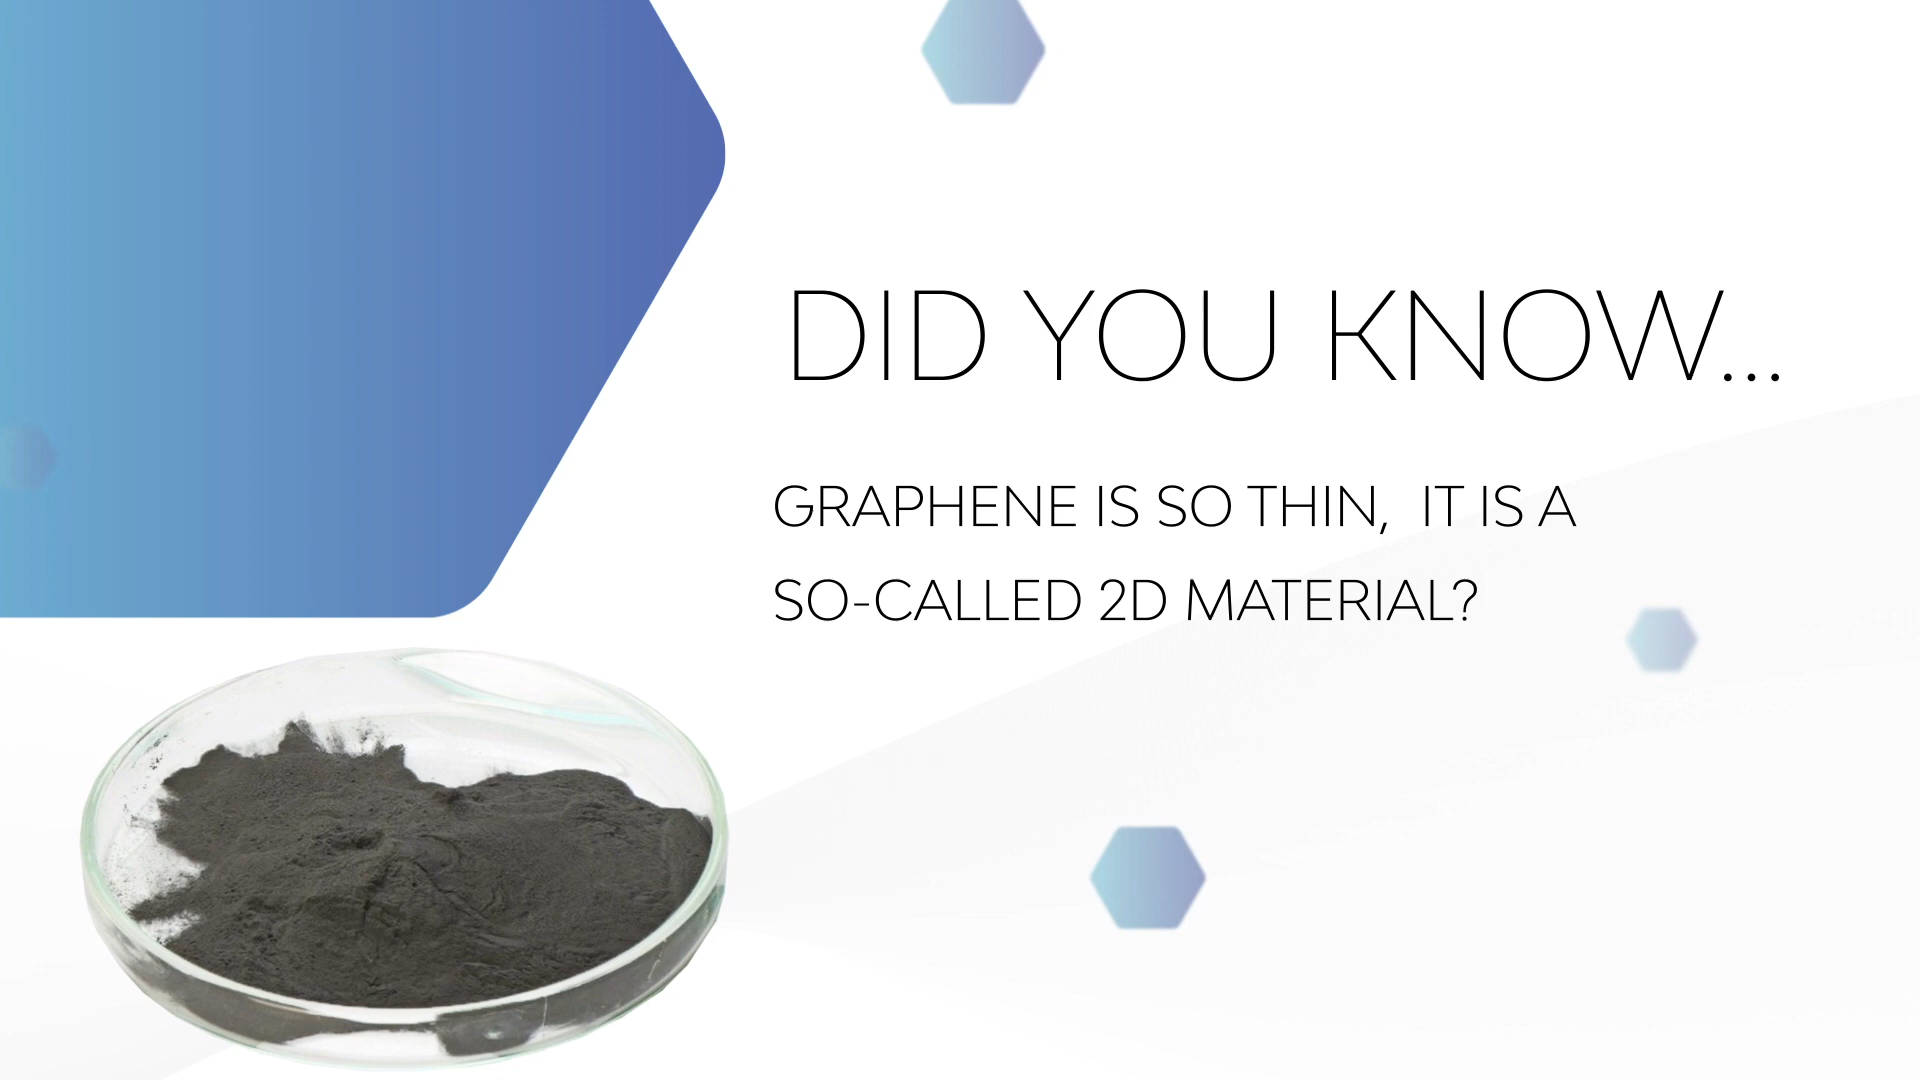 DID YOU KNOW...
GRAPHENE IS SO THIN,  IT IS A
SO-CALLED 2D MATERIAL?